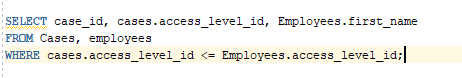 SELECT case_id, cases.access_level_id, Employees.first_name
FROM Cases, employees
WHERE cases.access_level_id <= Employees.access_level_id;